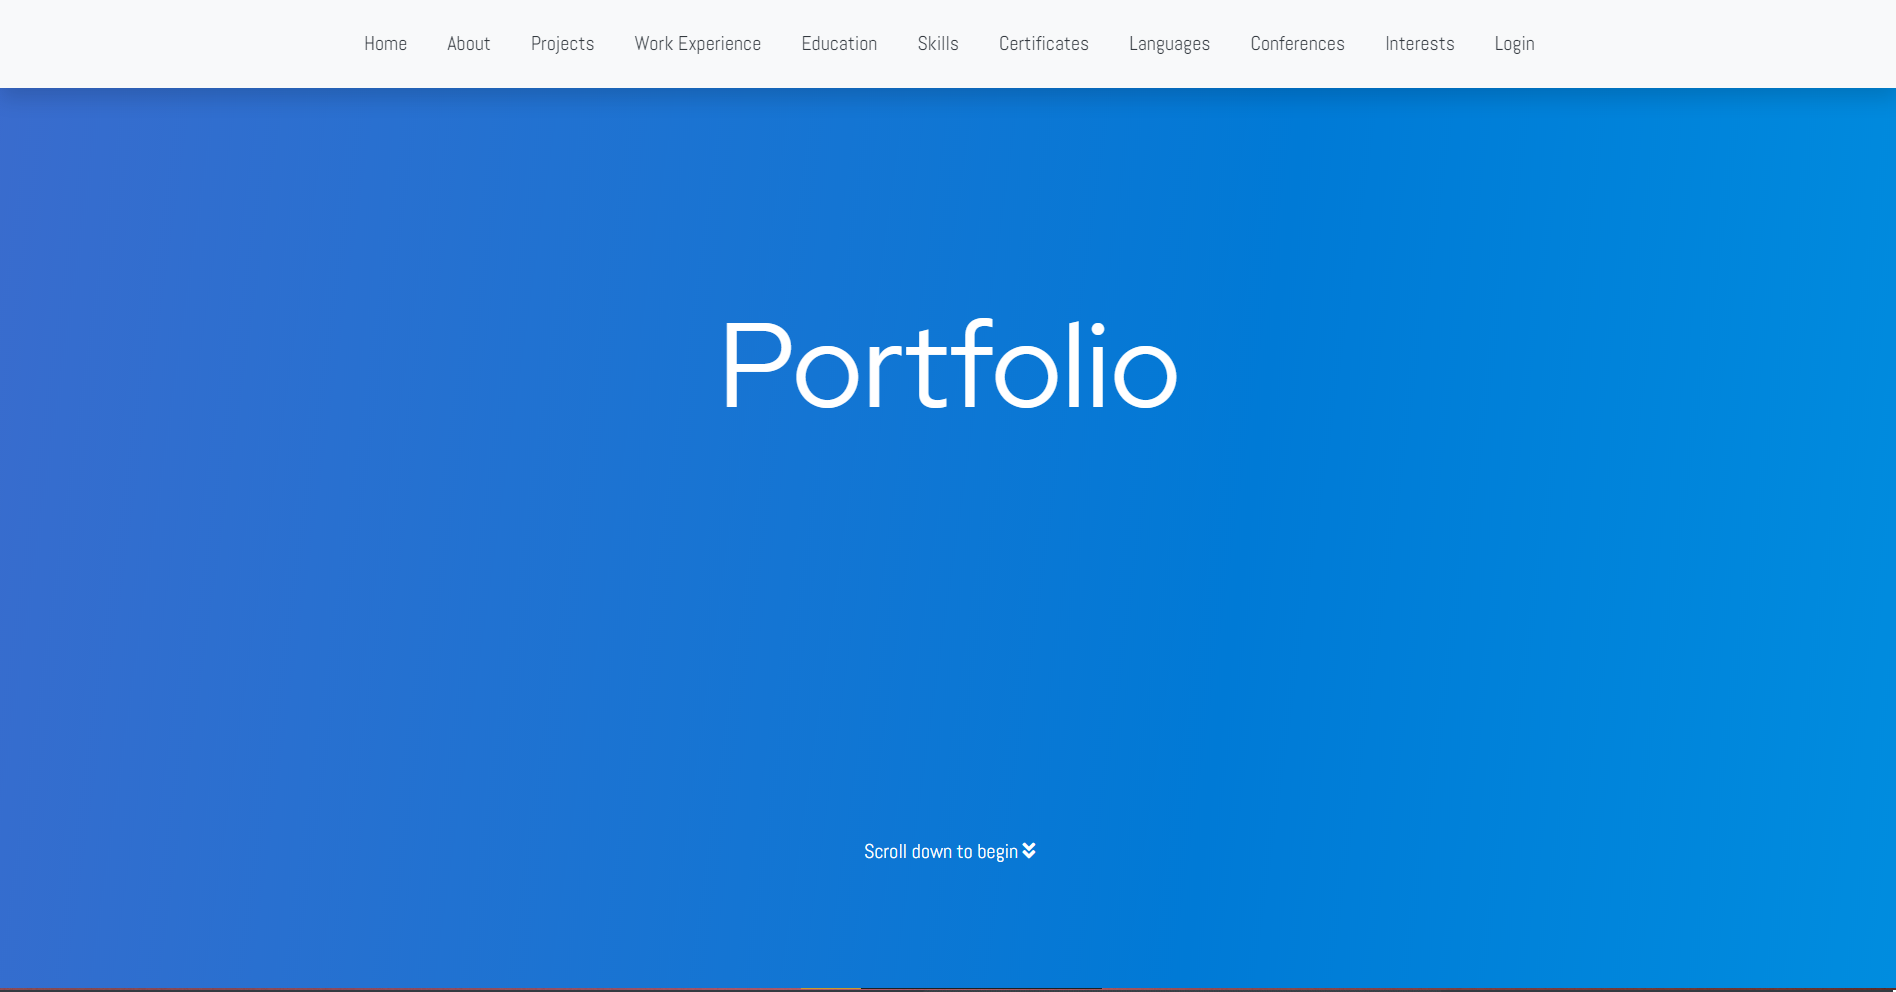 Home About Projects Work Experience Education Skills Certificates Languages Conferences Interests Login
Portfolio
Scroll down to begin